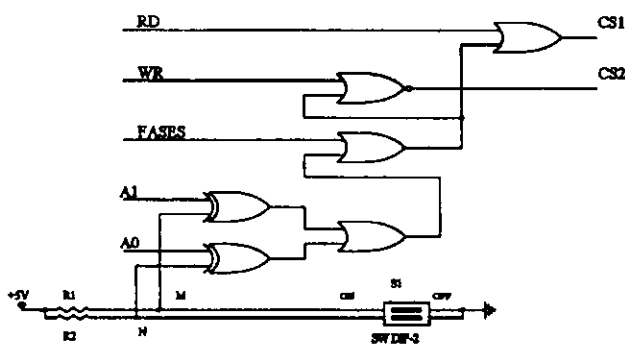 RD
CS1
WR
CS2
FASES
A1
A0
+5V
R1
M
ON
S1
OFF
R2
N
SW DIP-2